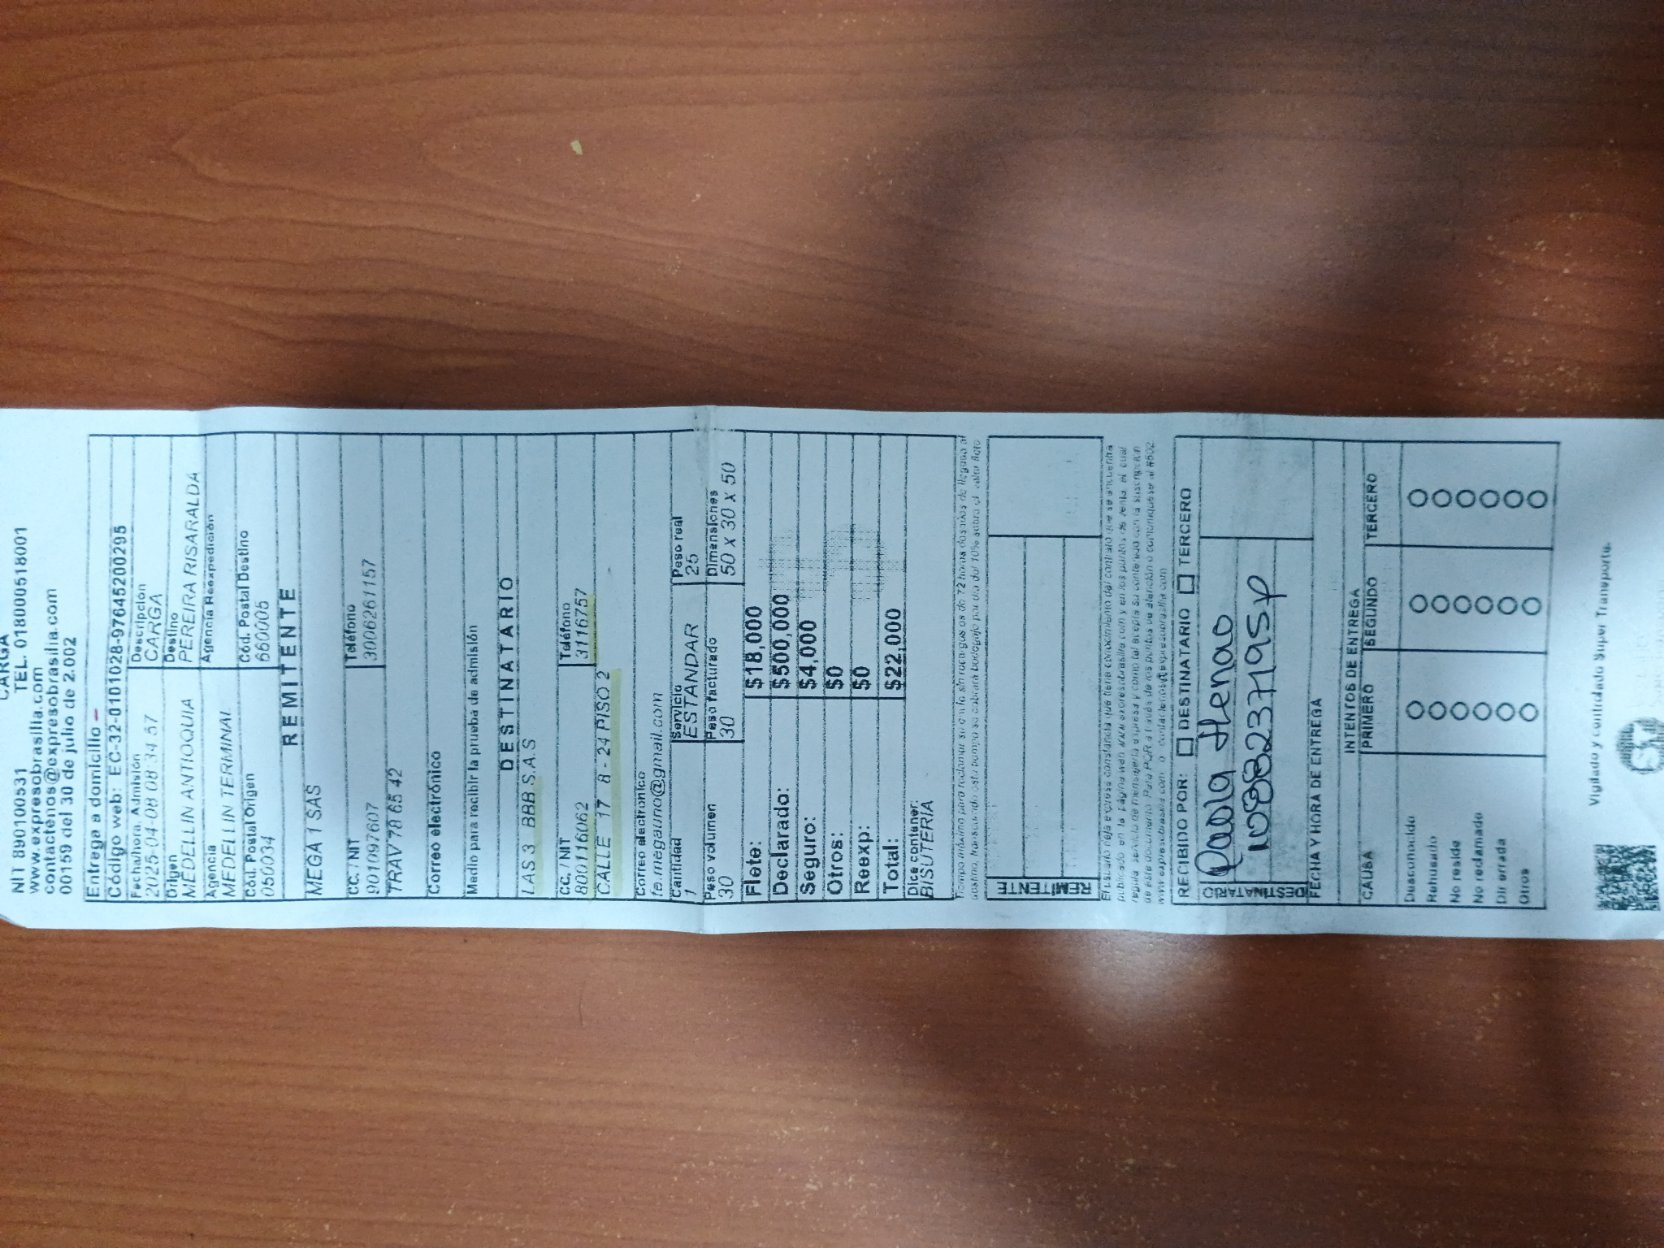 CARGA
NIT 890100531 TEL. 018000518001
www.expresobrasilia.com
contactenos@expresobrasilia.com
00159 del 30 de julio de 2.002
Entrega a domicilio
Código web: EC-32-0101028-97645200295
Fecha/hora. Admisión Descripción
2025-04-08 08 34 57 CARGA
Origen Destino
MEDELLIN ANTIOQUIA PEREIRA RISARALDA
Agencia Agencia Reexpedición
MEDELLIN TERMINAL
Cód. Postal Origen Cód. Postal Destino
050034 660005
REMITENTE
MEGA 1 SAS
CC. / NIT Teléfono
901097607 3006261157
TRAV 78 65 42
Correo electrónico
Medio para recibir la prueba de admisión
DESTINATARIO
LAS 3 BBB S.A.S
CC. / NIT Teléfono
800116062 3116757
CALLE 17 8 - 24 PISO 2
Correo electronico
fe.megauno@gmail.com
Cantidad Servicio Peso real
1 ESTANDAR 25
Peso volumen Peso facturado Dimensiones
30 30 50 x 30 x 50
Flete: $18,000
Declarado: $500,000
Seguro: $4,000
Otros: $0
Reexp: $0
Total: $22,000
Dice contener:
BISUTERIA
REMITENTE
RECIBIDO POR: DESTINATARIO TERCERO
DESTINATARIO
Paola Henao
FECHA Y HORA DE ENTREGA
INTENTOS DE ENTREGA
CAUSA PRIMERO SEGUNDO TERCERO
Desconocido
Rehusado
No reside
No reclamado
Dir errada
Otros
Vigilado y controlado Super Transporte.